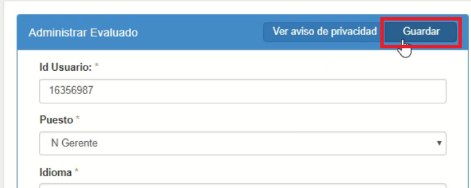 Administrar Evaluado Ver aviso de privacidad Guardar
Id Usuario: *
16356987
Puesto *
N Gerente
Idioma *